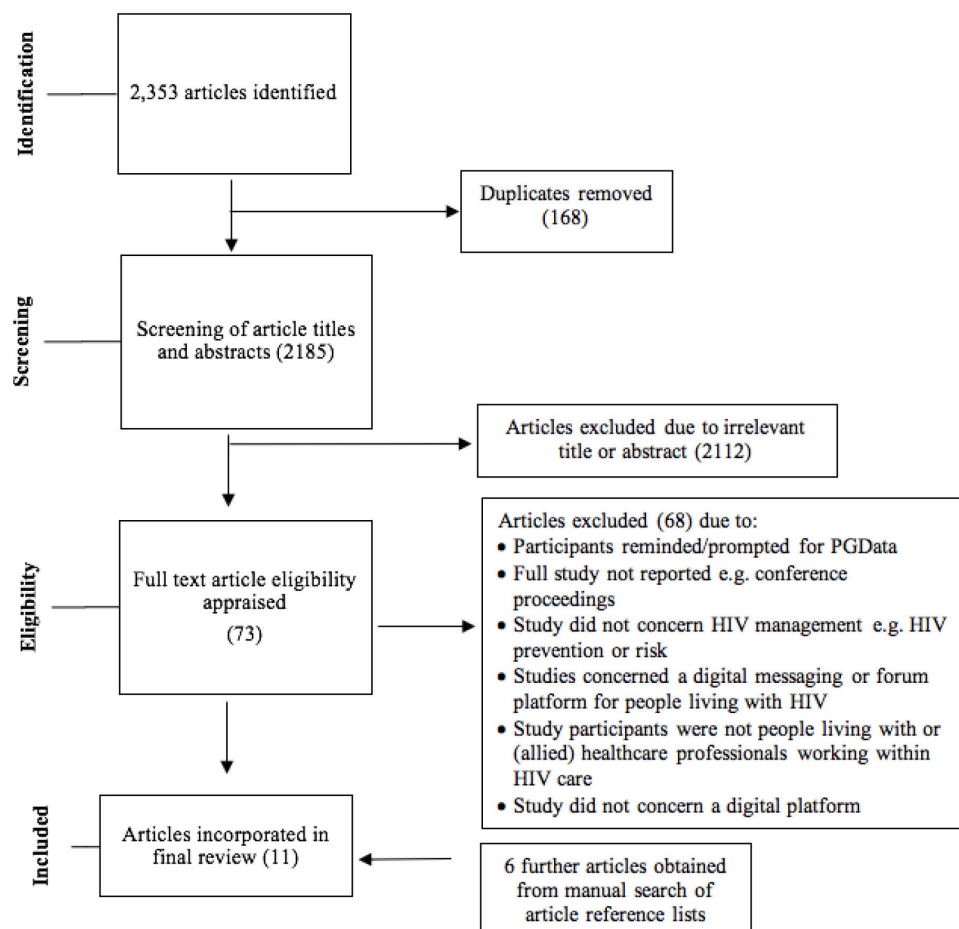 Identification
2,353 articles identified
Duplicates removed
(168)
Screening
Screening of article titles
and abstracts (2185)
Articles excluded due to irrelevant
title or abstract (2112)
Eligibility
Full text article eligibility
appraised
(73)
Articles excluded (68) due to:
• Participants reminded/prompted for PGData
• Full study not reported e.g. conference
proceedings
• Study did not concern HIV management e.g. HIV
prevention or risk
• Studies concerned a digital messaging or forum
platform for people living with HIV
• Study participants were not people living with or
(allied) healthcare professionals working within
HIV care
• Study did not concern a digital platform
Included
Articles incorporated in
final review (11)
6 further articles obtained
from manual search of
article reference lists